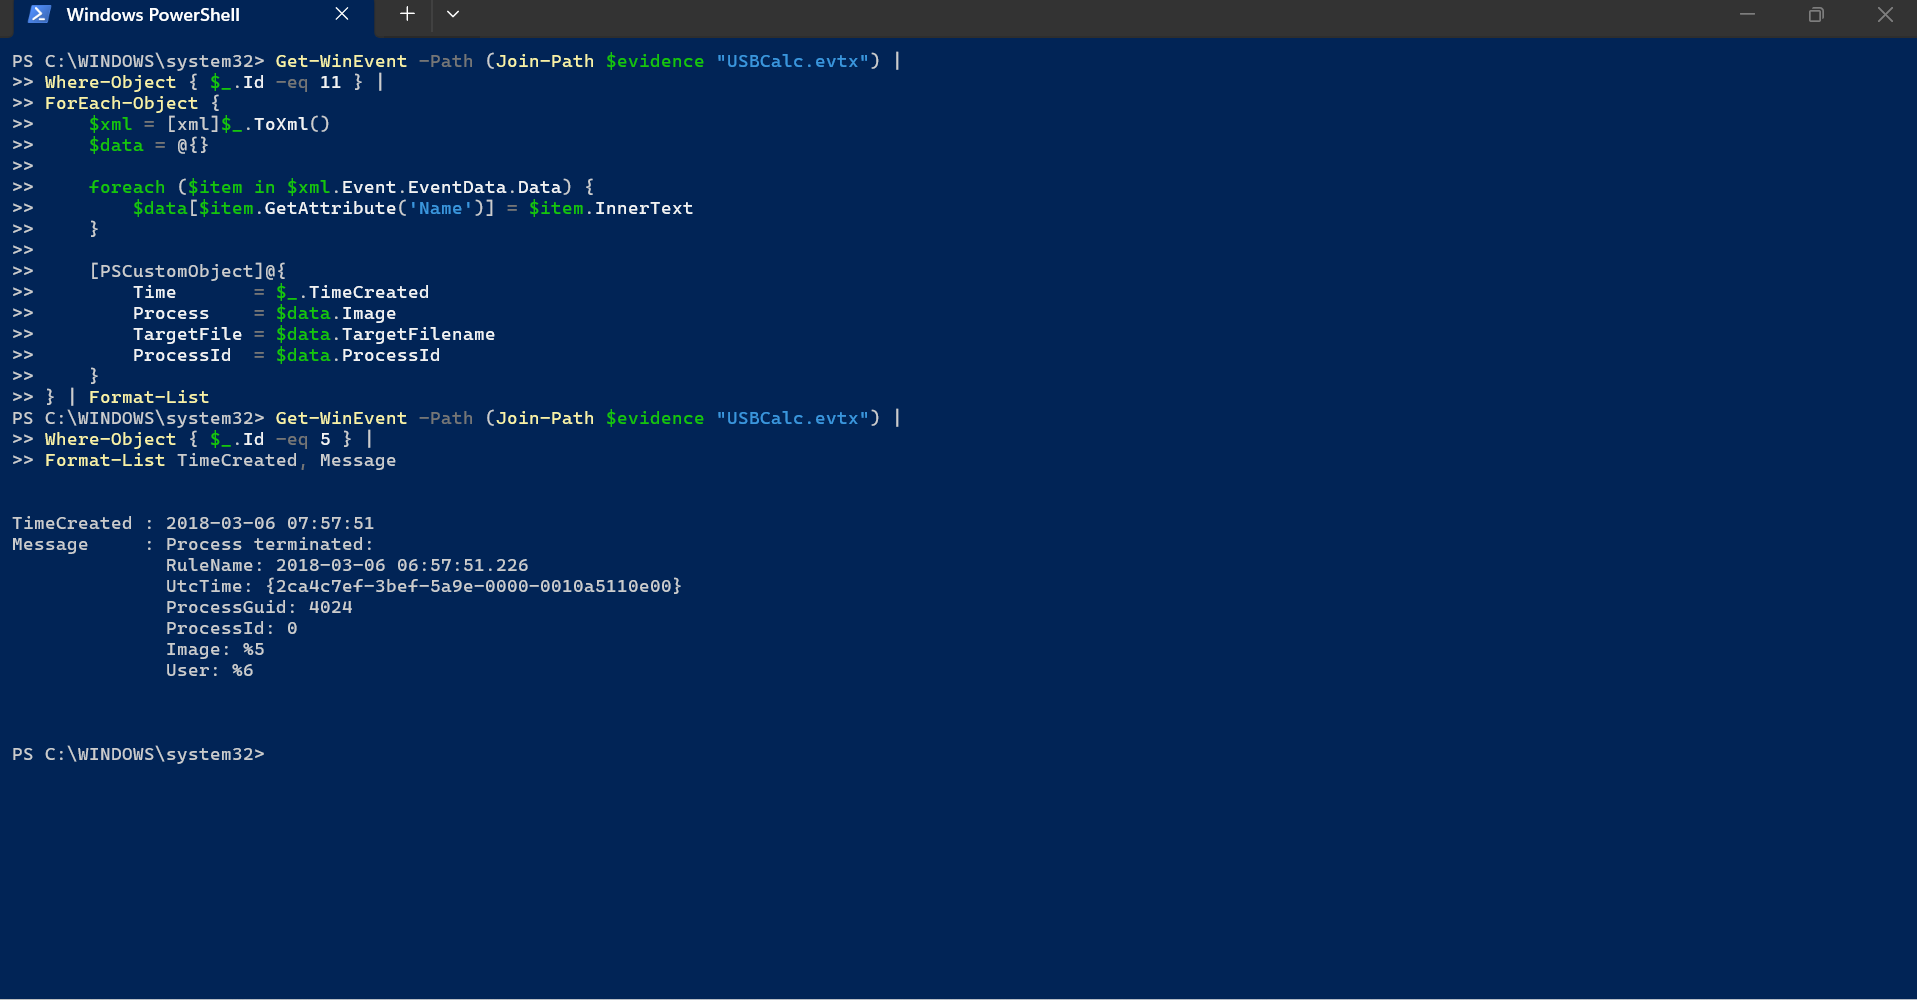 Windows PowerShell
PS C:\WINDOWS\system32> Get-WinEvent -Path (Join-Path $evidence "USBCalc.evtx") |
>> Where-Object { $_.Id -eq 11 } |
>> ForEach-Object {
>>     $xml = [xml]$_.ToXml()
>>     $data = @{}
>>
>>     foreach ($item in $xml.Event.EventData.Data) {
>>         $data[$item.GetAttribute('Name')] = $item.InnerText
>>     }
>>
>>     [PSCustomObject]@{
>>         Time       = $_.TimeCreated
>>         Process    = $data.Image
>>         TargetFile = $data.TargetFilename
>>         ProcessId  = $data.ProcessId
>>     }
>> } | Format-List
PS C:\WINDOWS\system32> Get-WinEvent -Path (Join-Path $evidence "USBCalc.evtx") |
>> Where-Object { $_.Id -eq 5 } |
>> Format-List TimeCreated, Message
TimeCreated : 2018-03-06 07:57:51
Message     : Process terminated:
              RuleName: 2018-03-06 06:57:51.226
              UtcTime: {2ca4c7ef-3bef-5a9e-0000-0010a5110e00}
              ProcessGuid: 4024
              ProcessId: 0
              Image: %5
              User: %6
PS C:\WINDOWS\system32>